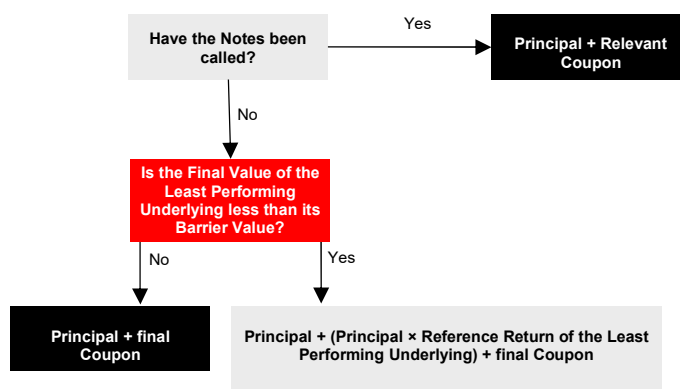 Have the Notes been
called?
Yes
Principal + Relevant
Coupon
No
Is the Final Value of the
Least Performing
Underlying less than its
Barrier Value?
No
Yes
Principal + final
Coupon
Principal + (Principal × Reference Return of the Least
Performing Underlying) + final Coupon